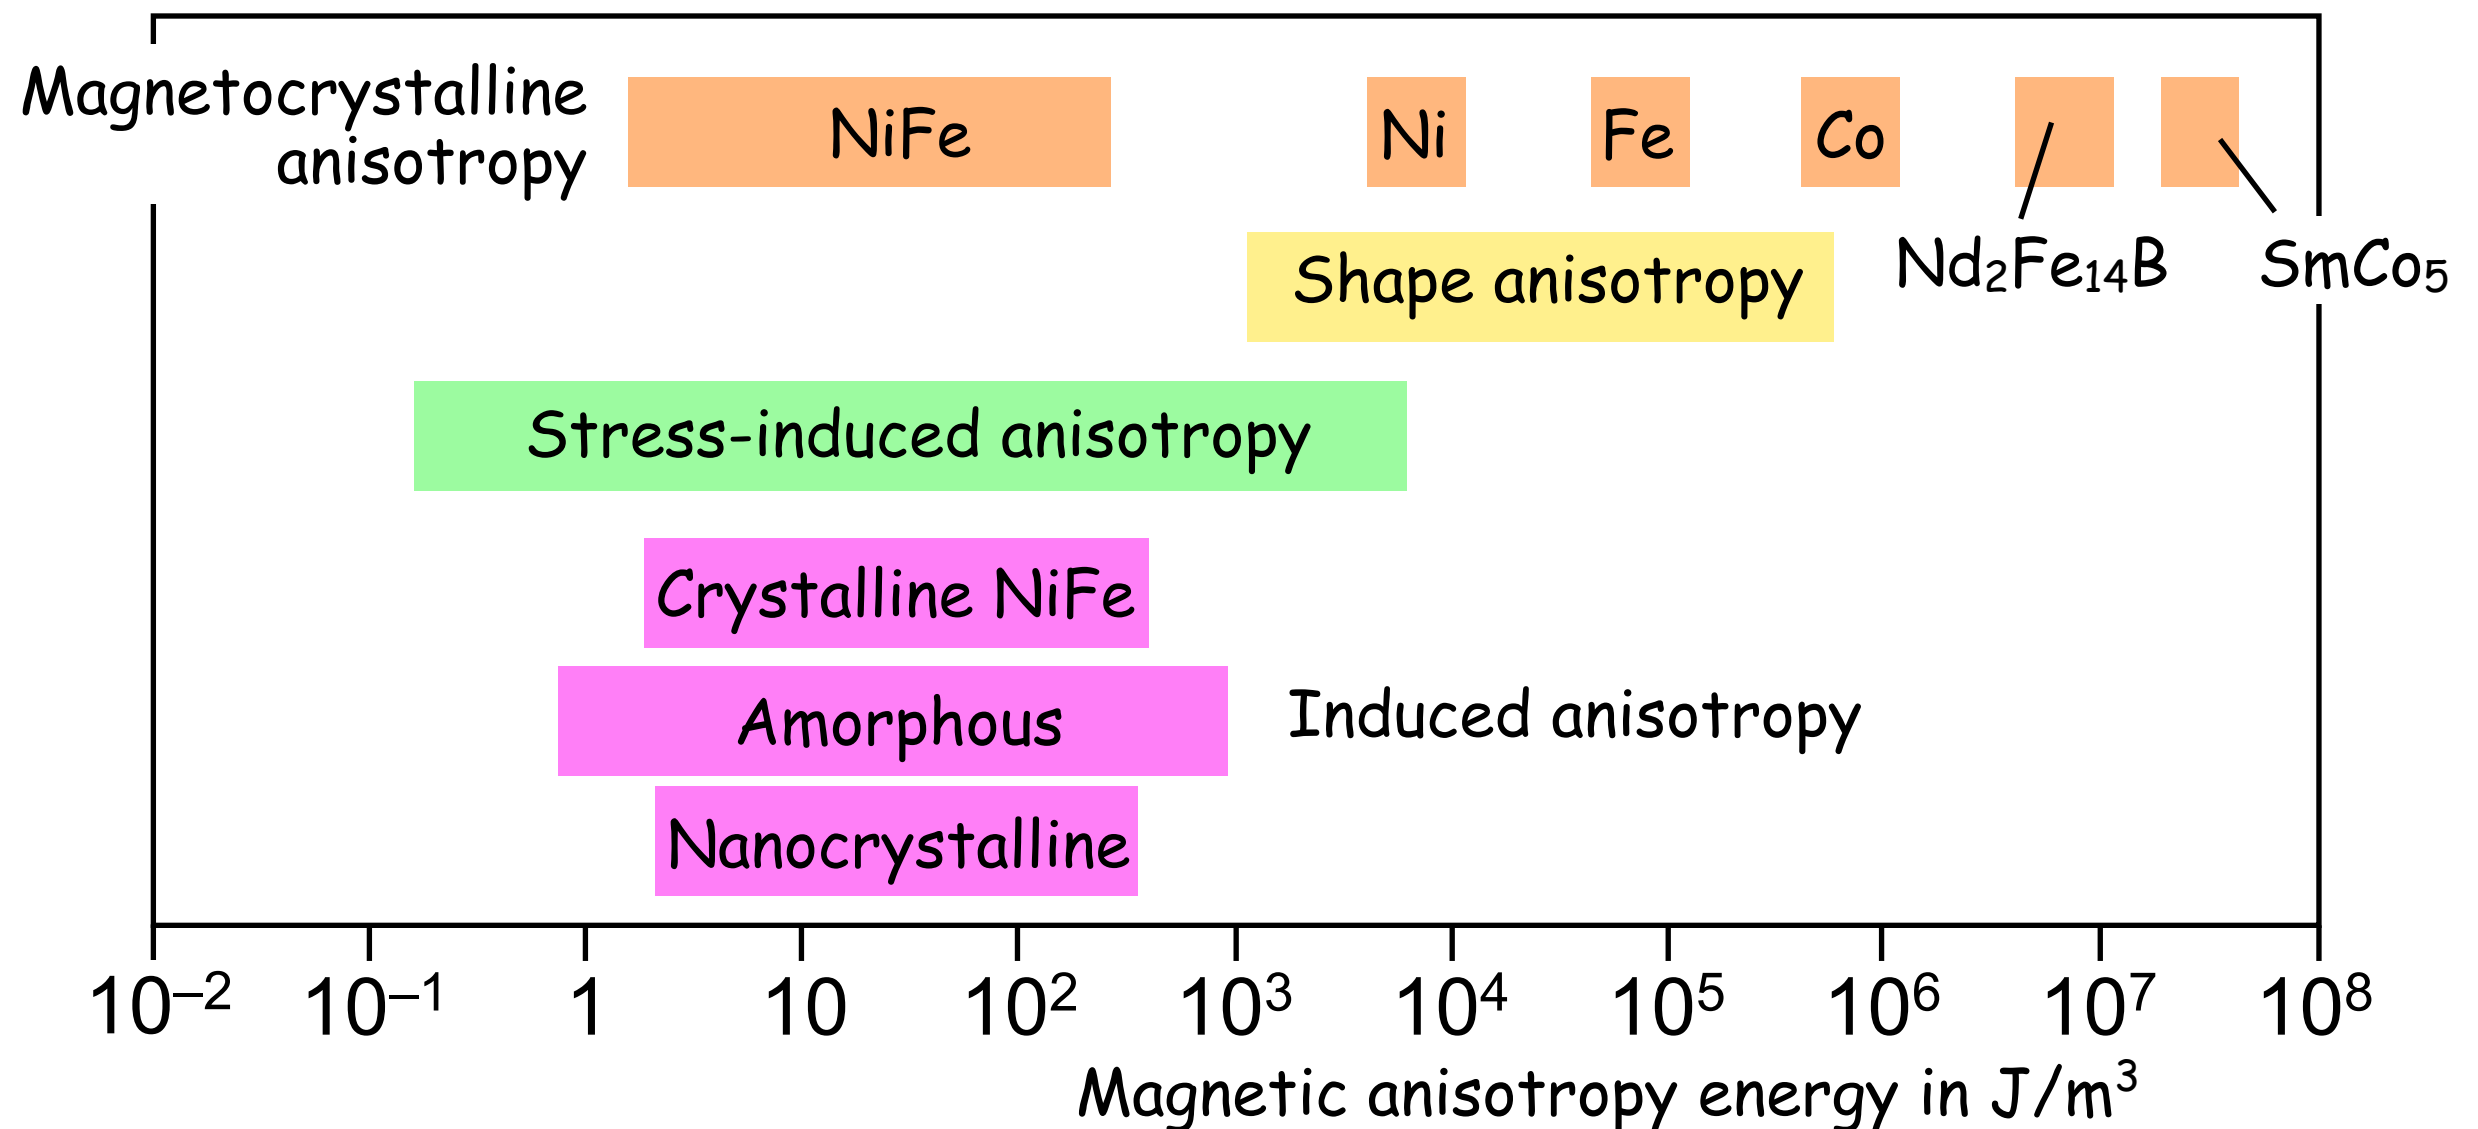 Magnetocrystalline
anisotropy
NiFe
Ni
Fe
Co
Nd₂Fe₁₄B
SmCo₅
Shape anisotropy
Stress-induced anisotropy
Crystalline NiFe
Amorphous
Induced anisotropy
Nanocrystalline
10⁻² 10⁻¹ 1 10 10² 10³ 10⁴ 10⁵ 10⁶ 10⁷ 10⁸
Magnetic anisotropy energy in J/m³